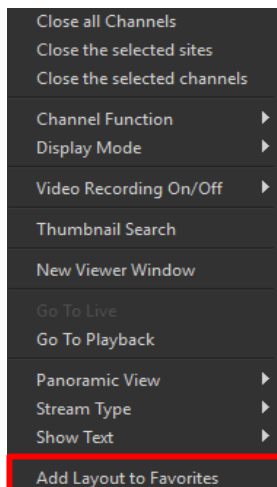 Close all Channels
Close the selected sites
Close the selected channels
Channel Function
Display Mode
Video Recording On/Off
Thumbnail Search
New Viewer Window
Go To Live
Go To Playback
Panoramic View
Stream Type
Show Text
Add Layout to Favorites